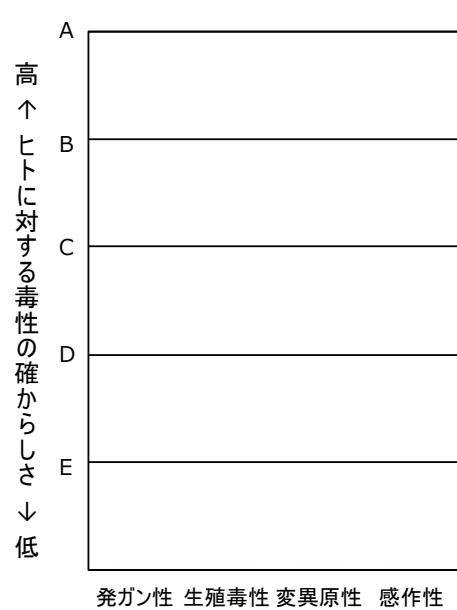 高 ↑ ヒトに対する毒性の確からしさ ↓ 低
A
B
C
D
E
発ガン性 生殖毒性 変異原性 感作性